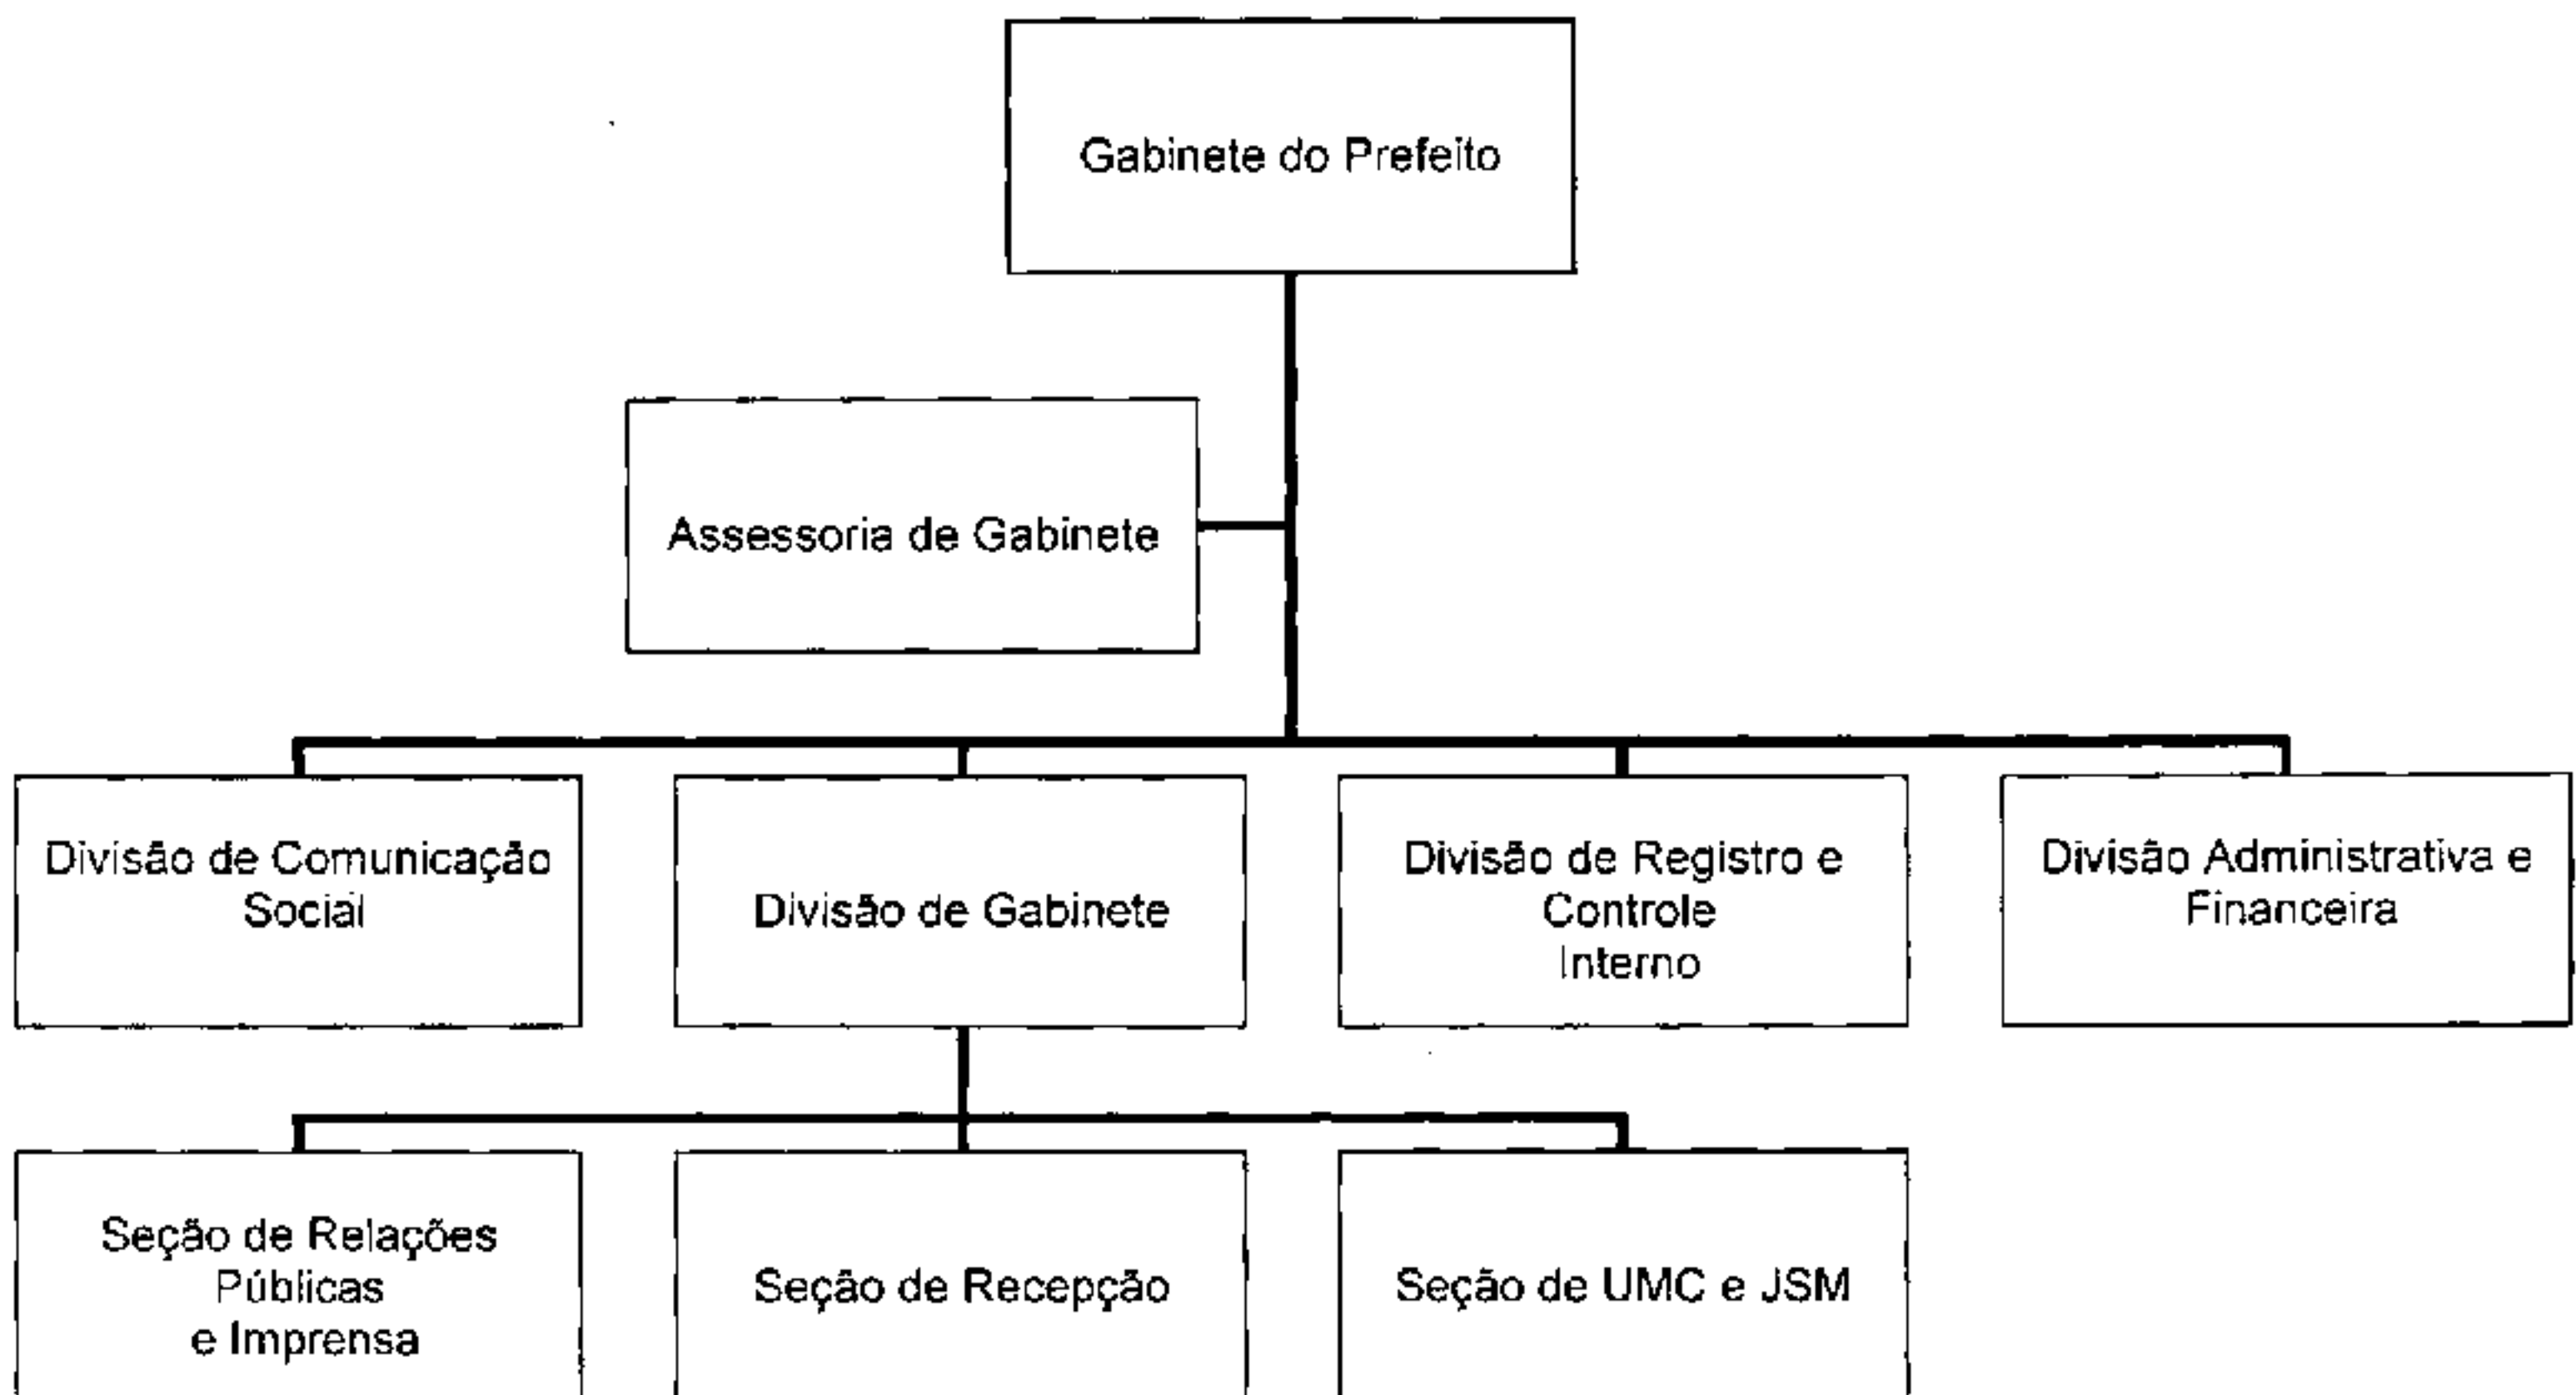 Gabinete do Prefeito
Assessoria de Gabinete
Divisão de Comunicação
Social
Divisão de Gabinete
Divisão de Registro e
Controle
Interno
Divisão Administrativa e
Financeira
Seção de Relações
Públicas
e Imprensa
Seção de Recepção
Seção de UMC e JSM